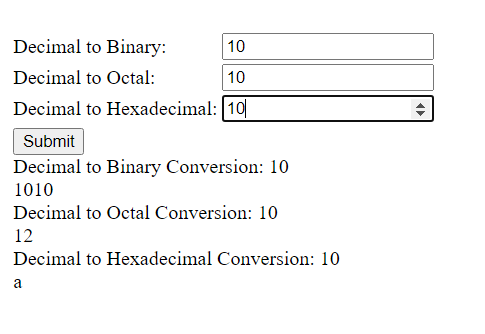 Decimal to Binary: 10
Decimal to Octal: 10
Decimal to Hexadecimal: 10
Submit
Decimal to Binary Conversion: 10
1010
Decimal to Octal Conversion: 10
12
Decimal to Hexadecimal Conversion: 10
a